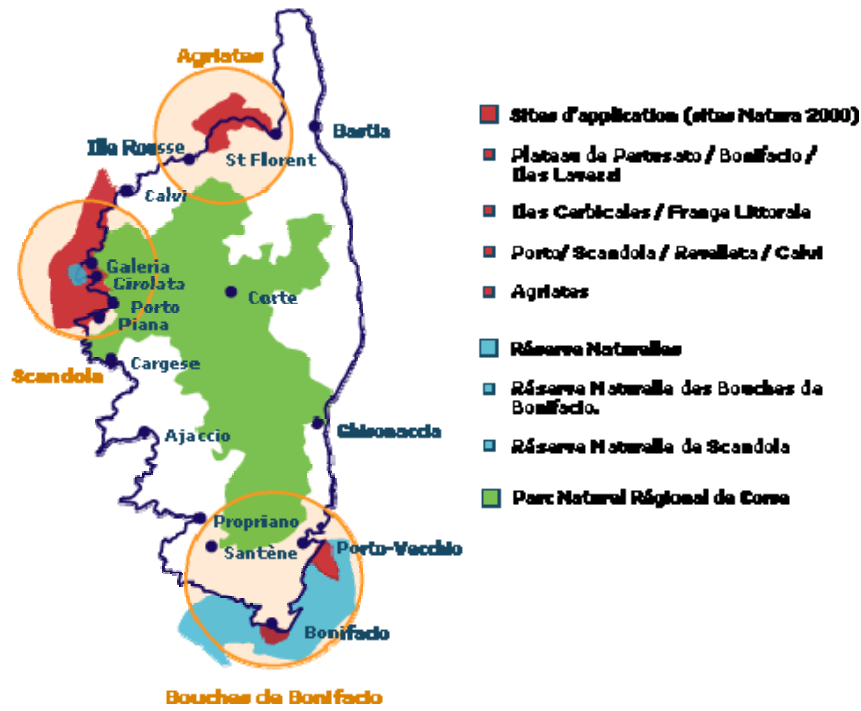 Agriates
Bastia
Ille Rousse
St Florent
Calvi
Galeria
Girolata
Porto
Piana
Corte
Cargese
Scandola
Ajaccio
Ghisonaccia
Propriano
Santène
Porto-Vecchio
Bonifacio
Bouches de Bonifacio
Sites d'application (sites Natura 2000)
Plateau de Pertusato / Bonifacio /
Iles Lavezzi
Iles Cerbicales / Frange Littorale
Porto/ Scandola / Revellata / Calvi
Agriates
Réserve Naturelles
Réserve Naturelle des Bouches de
Bonifacio.
Réserve Naturelle de Scandola
Parc Naturel Régional de Corse